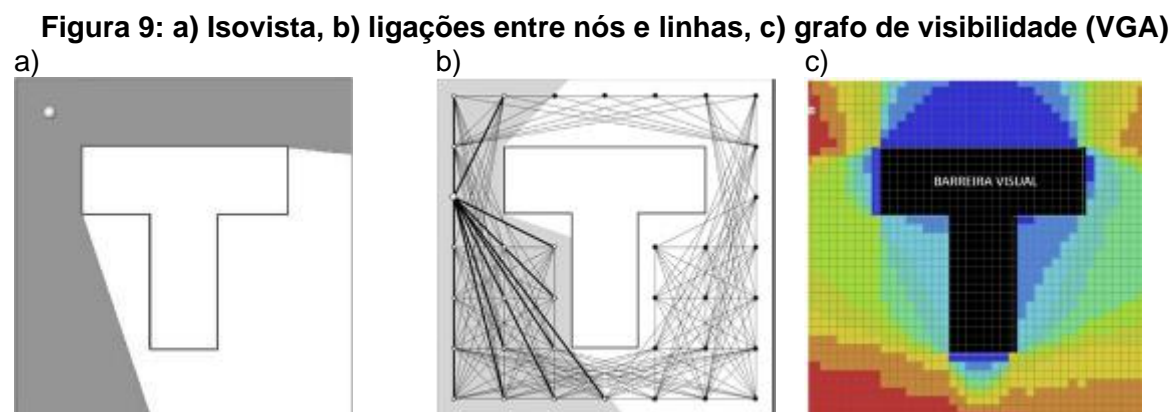 Figura 9: a) Isovista, b) ligações entre nós e linhas, c) grafo de visibilidade (VGA)
a) b) c)
BARREIRA VISUAL